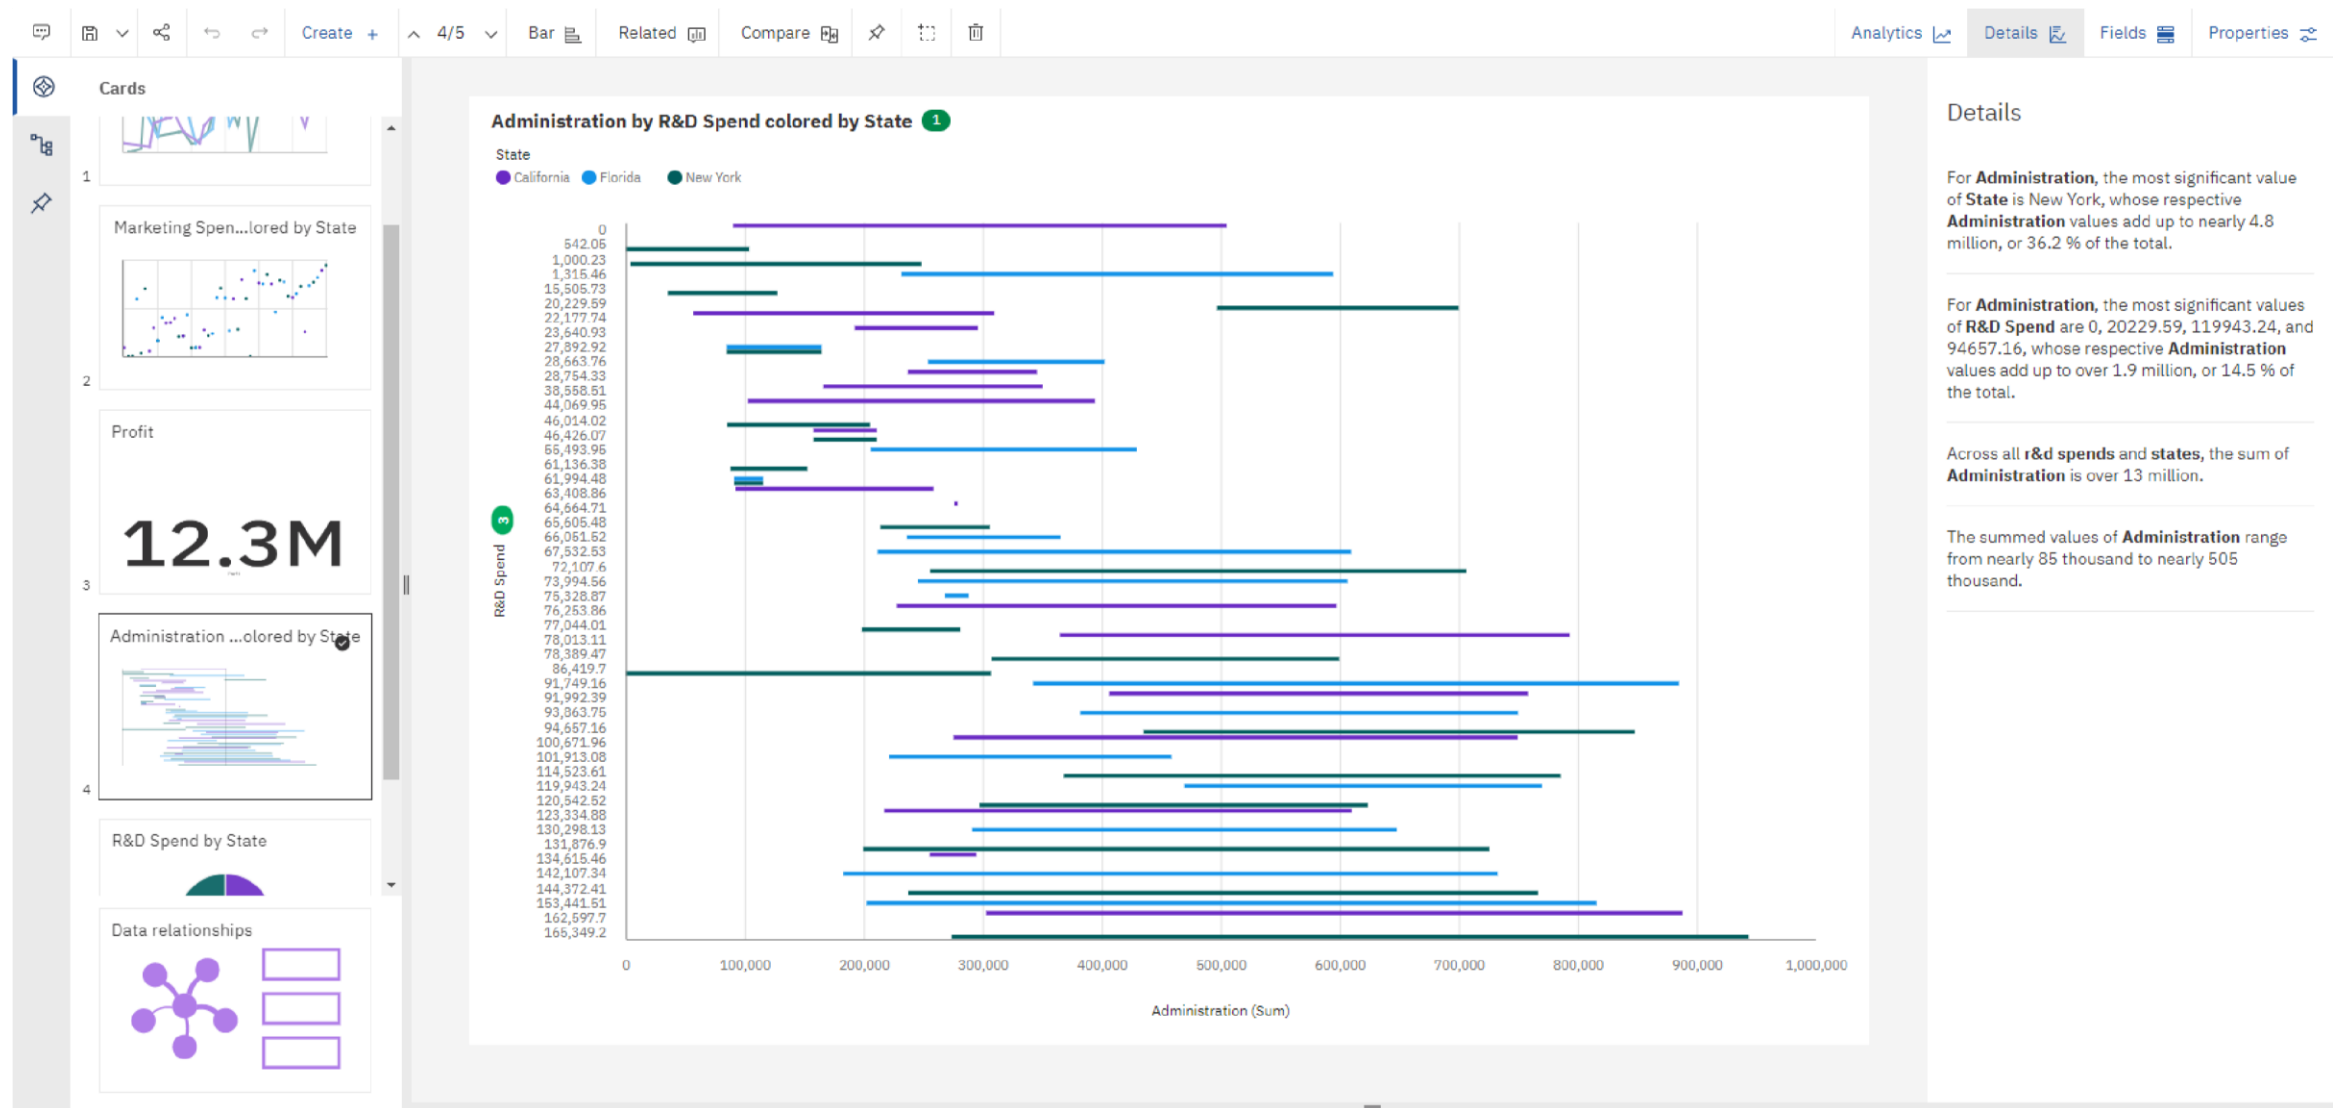 Create +
4/5
Bar
Related
Compare
Analytics
Details
Fields
Properties
Cards
1
Marketing Spen...lored by State
2
Profit
12.3M
3
Administration ...olored by State
4
R&D Spend by State
Data relationships
Administration by R&D Spend colored by State 1
State
California Florida New York
3
R&D Spend
0
542.05
1,000.23
1,315.46
15,505.73
20,229.59
22,177.74
23,640.93
27,892.92
28,663.76
28,754.33
38,558.51
44,069.95
46,014.02
46,426.07
55,493.95
61,136.38
61,994.48
63,408.86
64,664.71
65,605.48
66,051.52
67,532.53
72,107.6
73,994.56
75,328.87
76,253.86
77,044.01
78,013.11
78,389.47
86,419.7
91,749.16
91,992.39
93,863.75
94,657.16
100,671.96
101,913.08
114,523.61
119,943.24
120,542.52
123,334.88
130,298.13
131,876.9
134,615.46
142,107.34
144,372.41
153,441.51
162,597.7
165,349.2
0 100,000 200,000 300,000 400,000 500,000 600,000 700,000 800,000 900,000 1,000,000
Administration (Sum)
Details
For Administration, the most significant value
of State is New York, whose respective
Administration values add up to nearly 4.8
million, or 36.2 % of the total.
For Administration, the most significant values
of R&D Spend are 0, 20229.59, 119943.24, and
94657.16, whose respective Administration
values add up to over 1.9 million, or 14.5 % of
the total.
Across all r&d spends and states, the sum of
Administration is over 13 million.
The summed values of Administration range
from nearly 85 thousand to nearly 505
thousand.